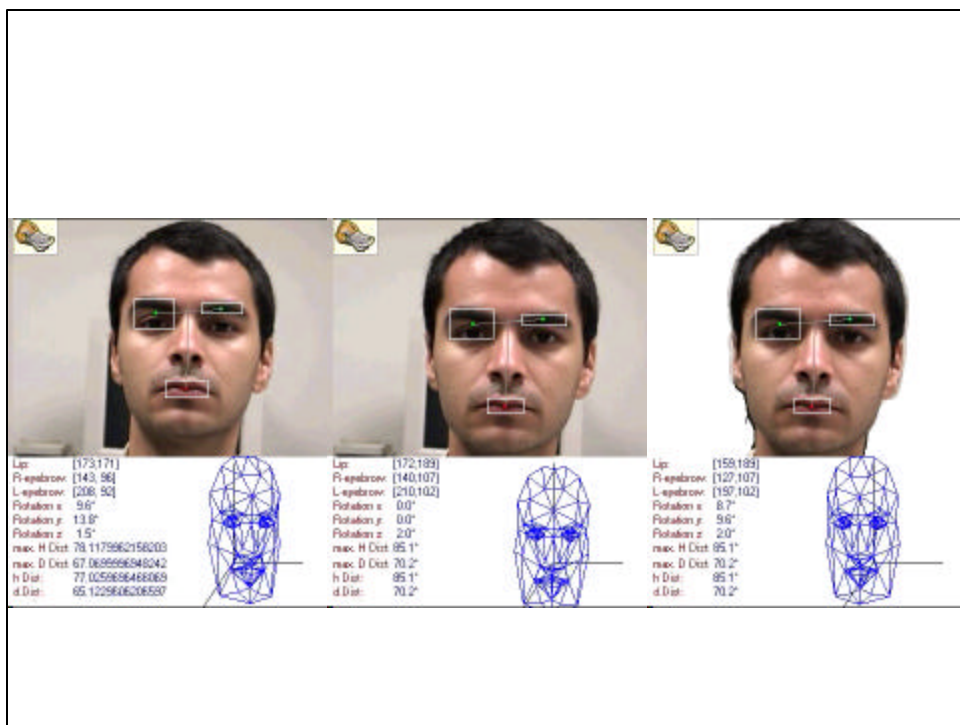 Lip: [173,171]
R-eyebrow: [143, 96]
L-eyebrow: [208, 92]
Rotation x: 9.6°
Rotation y: 13.8°
Rotation z: 1.5°
max. H Dist: 78.1179962158203
max. D Dist: 67.0699996948242
h Dist: 77.0259696468069
d Dist: 65.1229606206597
Lip: [172,189]
R-eyebrow: [140,107]
L-eyebrow: [210,102]
Rotation x: 0.0°
Rotation y: 0.0°
Rotation z: 2.0°
max. H Dist: 85.1°
max. D Dist: 70.2°
h Dist: 85.1°
d Dist: 70.2°
Lip: [159,189]
R-eyebrow: [127,107]
L-eyebrow: [197,102]
Rotation x: 8.7°
Rotation y: 9.6°
Rotation z: 2.0°
max. H Dist: 85.1°
max. D Dist: 70.2°
h Dist: 85.1°
d Dist: 70.2°